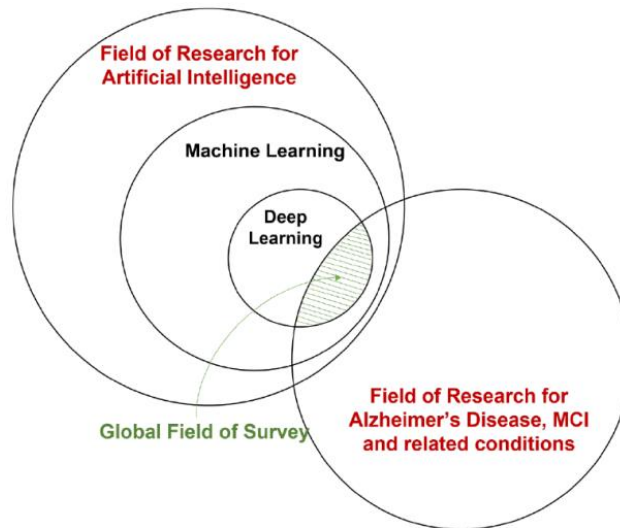 Field of Research for
Artificial Intelligence
Machine Learning
Deep
Learning
Global Field of Survey
Field of Research for
Alzheimer's Disease, MCI
and related conditions